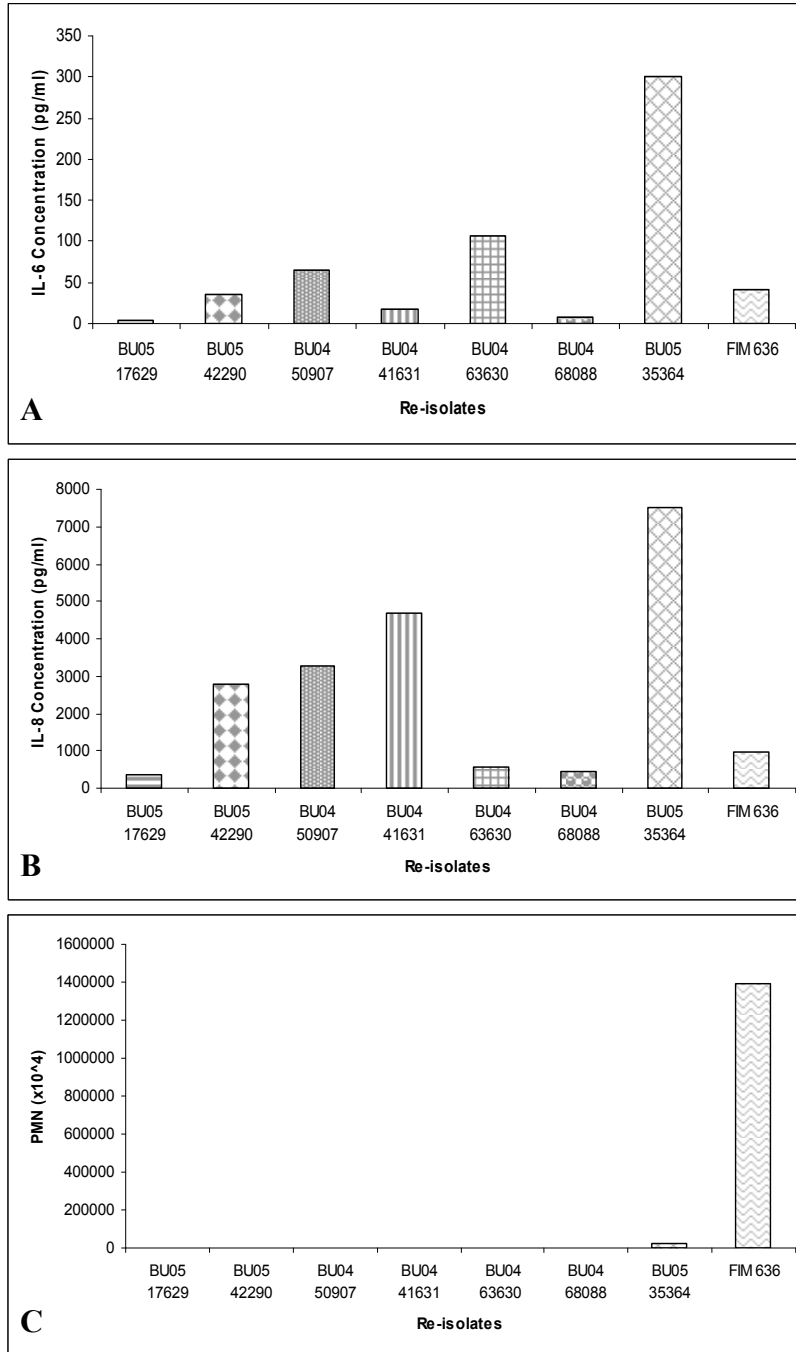 350
300
250
200
150
100
50
0
IL-6 Concentration (pg/ml)
BU05 BU05 BU04 BU04 BU04 BU04 BU05 FIM 636
17629 42290 50907 41631 63630 68088 35364
Re-isolates
A
8000
7000
6000
5000
4000
3000
2000
1000
0
IL-8 Concentration (pg/ml)
BU05 BU05 BU04 BU04 BU04 BU04 BU05 FIM 636
17629 42290 50907 41631 63630 68088 35364
Re-isolates
B
1600000
1400000
1200000
1000000
800000
600000
400000
200000
0
PMN (x10^4)
BU05 BU05 BU04 BU04 BU04 BU04 BU05 FIM 636
17629 42290 50907 41631 63630 68088 35364
Re-isolates
C